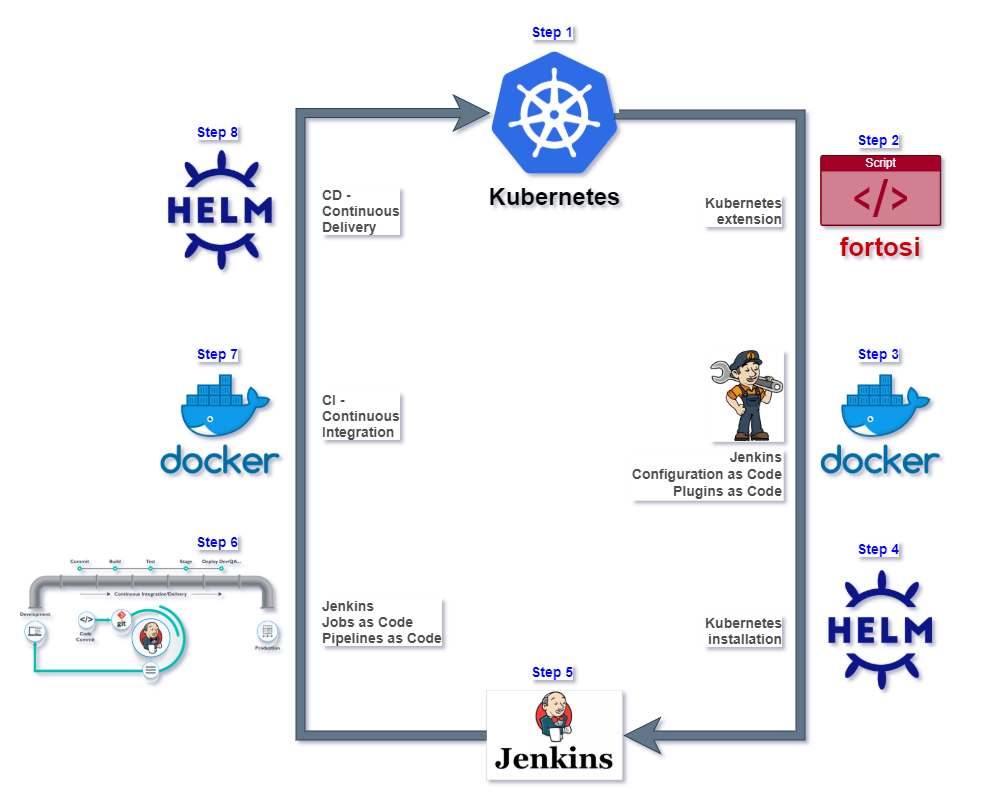 Step 1
Kubernetes
Step 2
Script
</>
fortosi
Kubernetes
extension
Step 3
docker
Jenkins
Configuration as Code
Plugins as Code
Step 4
HELM
Kubernetes
installation
Step 5
Jenkins
Step 6
Commit
Build
Test
Stage
Deploy Dev/QA...
Continuous Integration/Delivery
Development
</>
git
Code
Commit
Production
Jenkins
Jobs as Code
Pipelines as Code
Step 7
docker
CI -
Continuous
Integration
Step 8
HELM
CD -
Continuous
Delivery